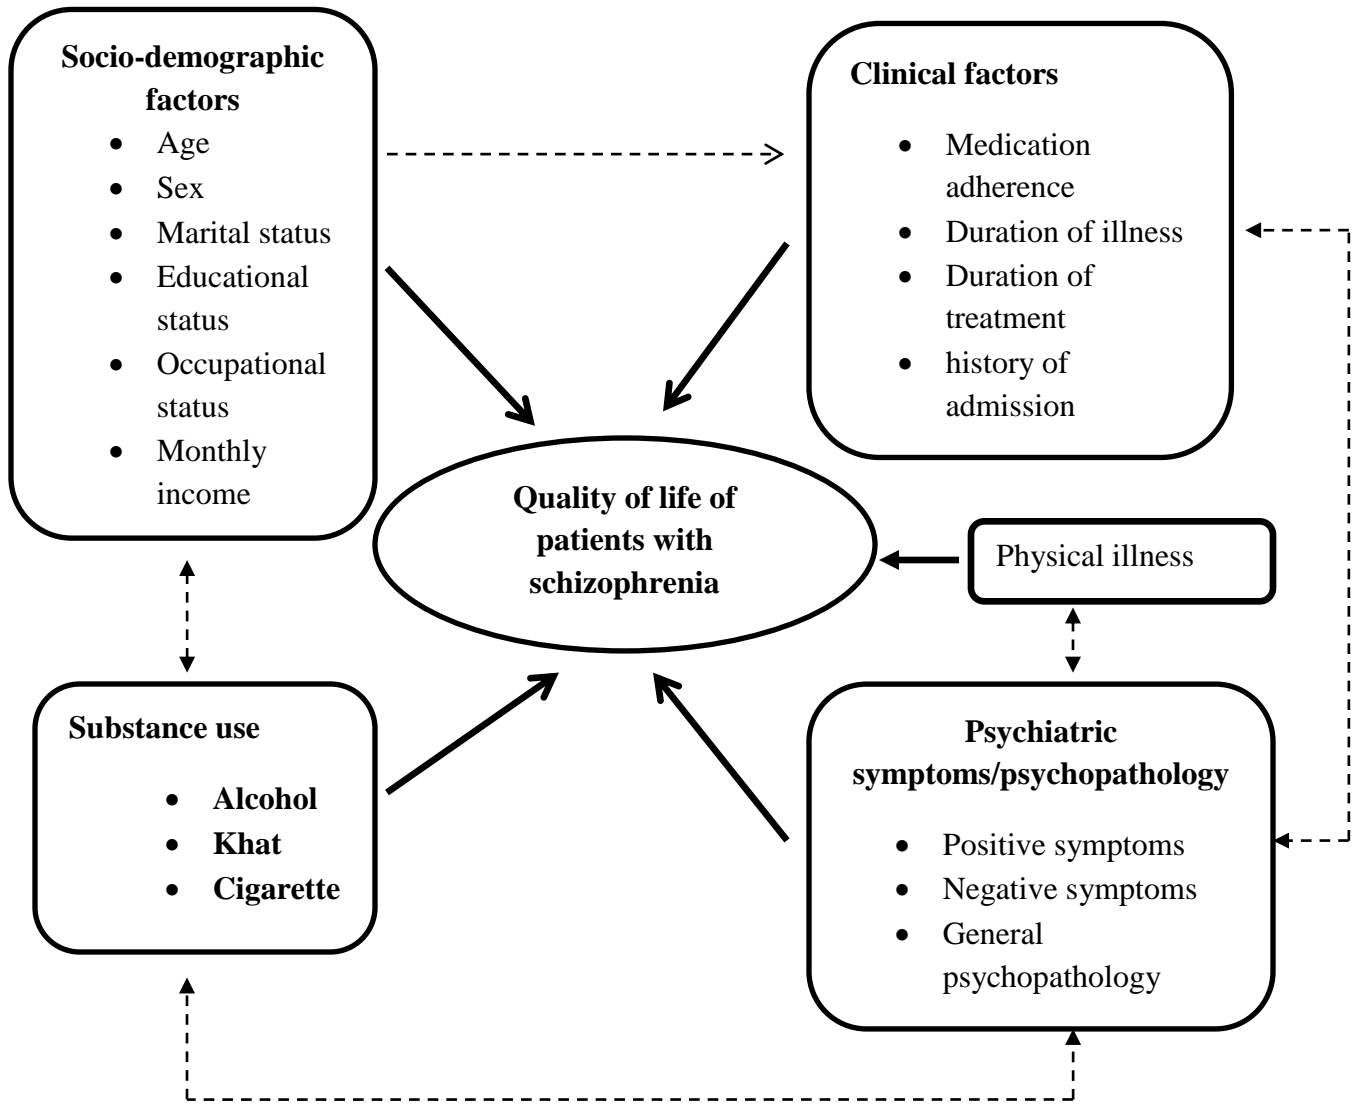 Socio-demographic
factors
• Age
• Sex
• Marital status
• Educational
status
• Occupational
status
• Monthly
income
Clinical factors
• Medication
adherence
• Duration of illness
• Duration of
treatment
• history of
admission
Quality of life of
patients with
schizophrenia
Physical illness
Substance use
• Alcohol
• Khat
• Cigarette
Psychiatric
symptoms/psychopathology
• Positive symptoms
• Negative symptoms
• General
psychopathology